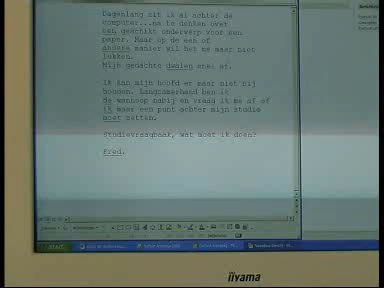 Dagenlang zit ik al achter de
computer...na te denken over
een geschikt onderwerp voor een
paper. Maar op de een of
andere manier wil het me maar niet
lukken.
Mijn gedachte dwalen snel af.
Ik kan mijn hoofd er maar niet bij
houden. Langzamerhand ben ik
de wanhoop nabij en vraag ik me af of
ik maar een punt achter mijn studie
moet zetten.
Studievraagbaak, wat moet ik doen?
Fred.
START
iiyama